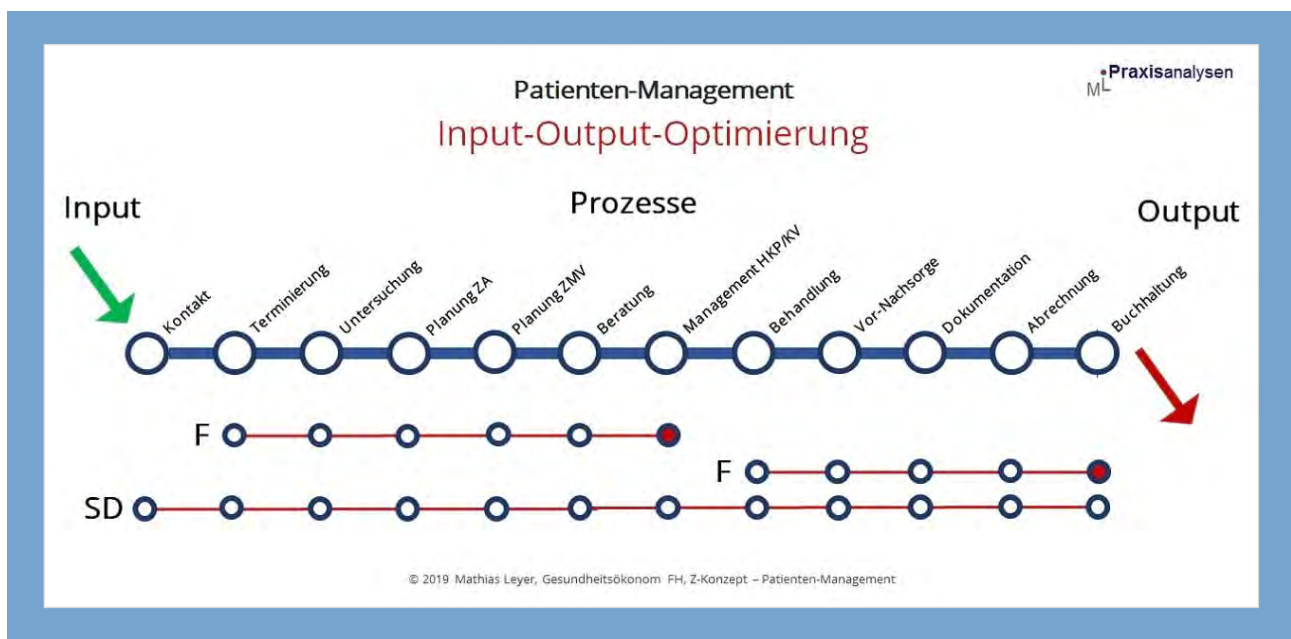 Praxisanalysen
ML
Patienten-Management
Input-Output-Optimierung
Input
Prozesse
Output
Kontakt
Terminierung
Untersuchung
Planung ZA
Planung ZMV
Beratung
Management HKP/KV
Behandlung
Vor-Nachsorge
Dokumentation
Abrechnung
Buchhaltung
F
F
SD
© 2019 Mathias Leyer, Gesundheitsökonom FH, Z-Konzept – Patienten-Management